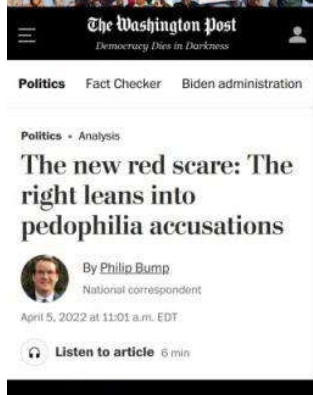 The Washington Post
Democracy Dies in Darkness
Politics Fact Checker Biden administration
Politics • Analysis
The new red scare: The
right leans into
pedophilia accusations
By Philip Bump
National correspondent
April 5, 2022 at 11:01 a.m. EDT
Listen to article 6 min